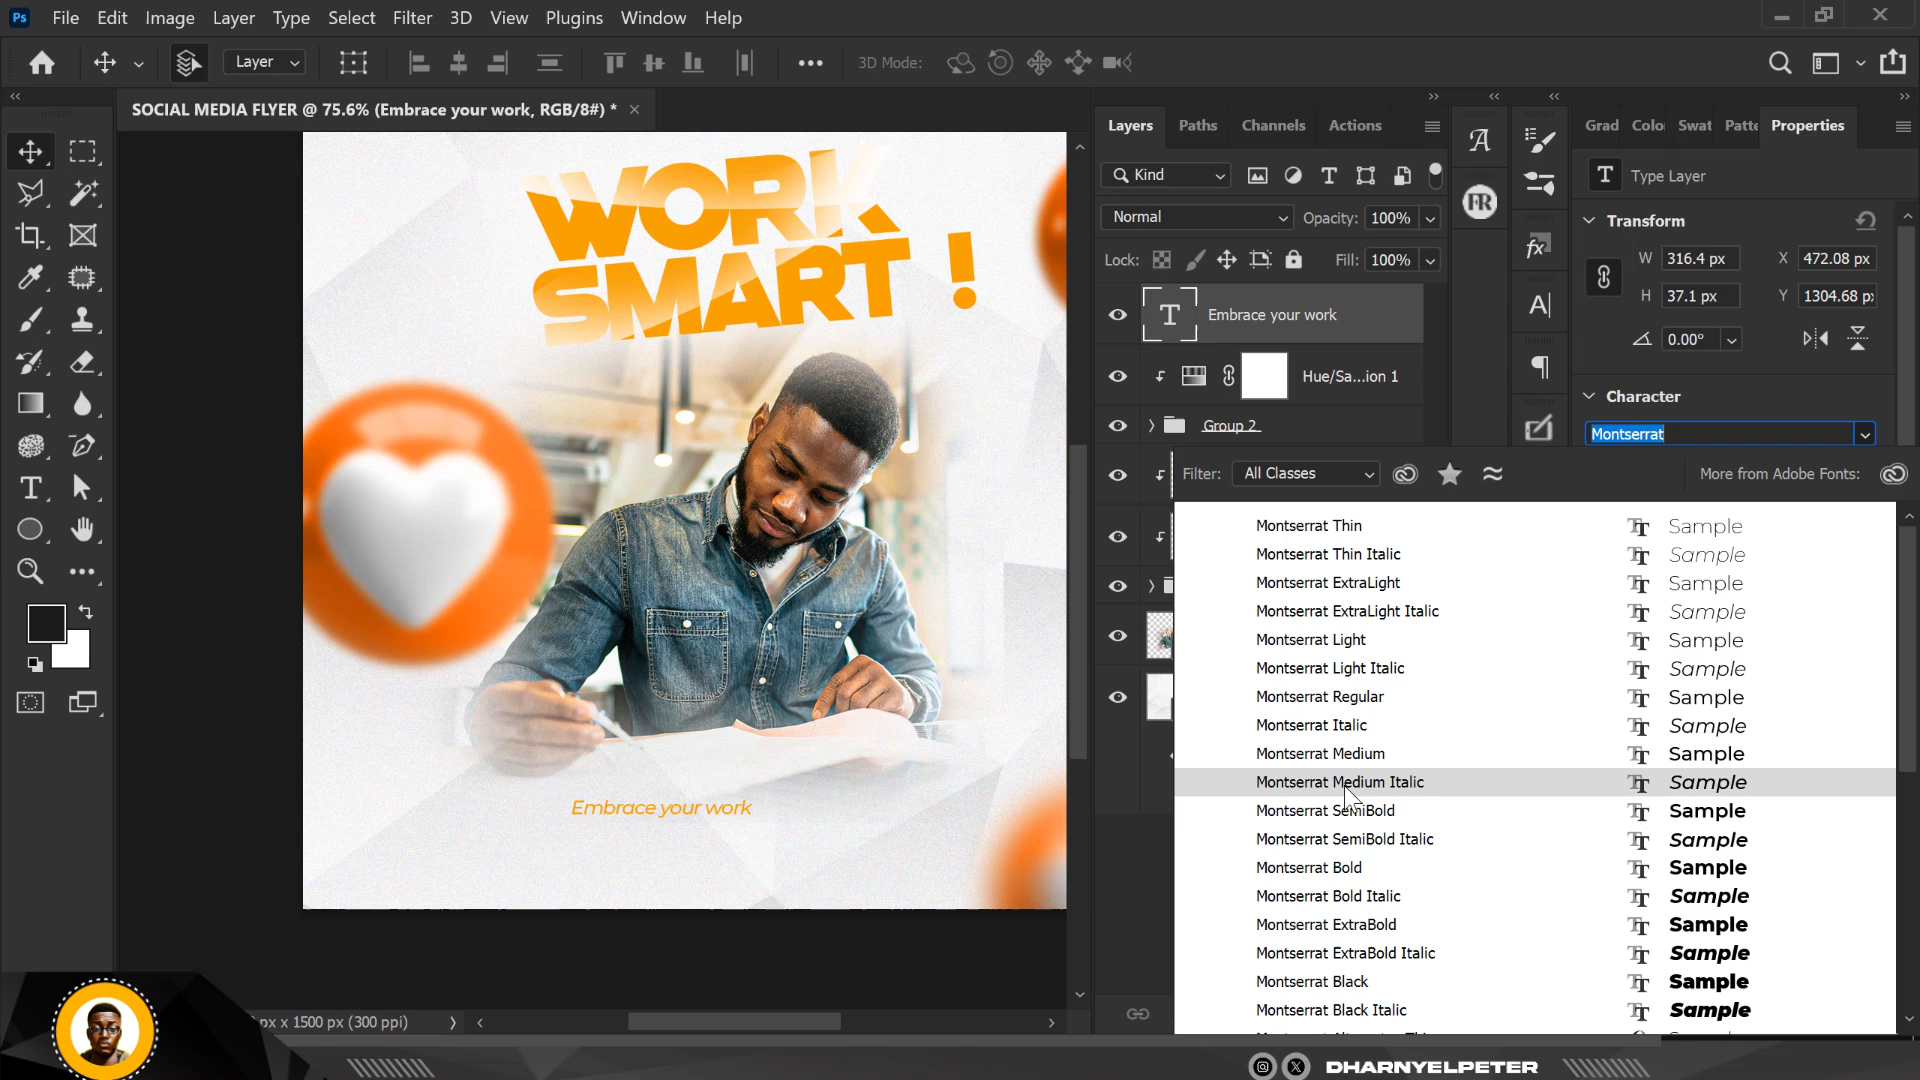 Ps File Edit Image Layer Type Select Filter 3D View Plugins Window Help
Layer 3D Mode:
SOCIAL MEDIA FLYER @ 75.6% (Embrace your work, RGB/8#) *
WORK
SMART !
Embrace your work
px x 1500 px (300 ppi)
Layers Paths Channels Actions
Kind
Normal Opacity: 100%
Lock: Fill: 100%
T Embrace your work
Hue/Sa...ion 1
Group 2
A
FR
fx
A|
Grad Colo Swat Patte Properties
T Type Layer
Transform
W 316.4 px X 472.08 px
H 37.1 px Y 1304.68 px
0.00°
Character
Montserrat
Filter: All Classes More from Adobe Fonts:
Montserrat Thin Sample
Montserrat Thin Italic Sample
Montserrat ExtraLight Sample
Montserrat ExtraLight Italic Sample
Montserrat Light Sample
Montserrat Light Italic Sample
Montserrat Regular Sample
Montserrat Italic Sample
Montserrat Medium Sample
Montserrat Medium Italic Sample
Montserrat SemiBold Sample
Montserrat SemiBold Italic Sample
Montserrat Bold Sample
Montserrat Bold Italic Sample
Montserrat ExtraBold Sample
Montserrat ExtraBold Italic Sample
Montserrat Black Sample
Montserrat Black Italic Sample
DHARNYELPETER